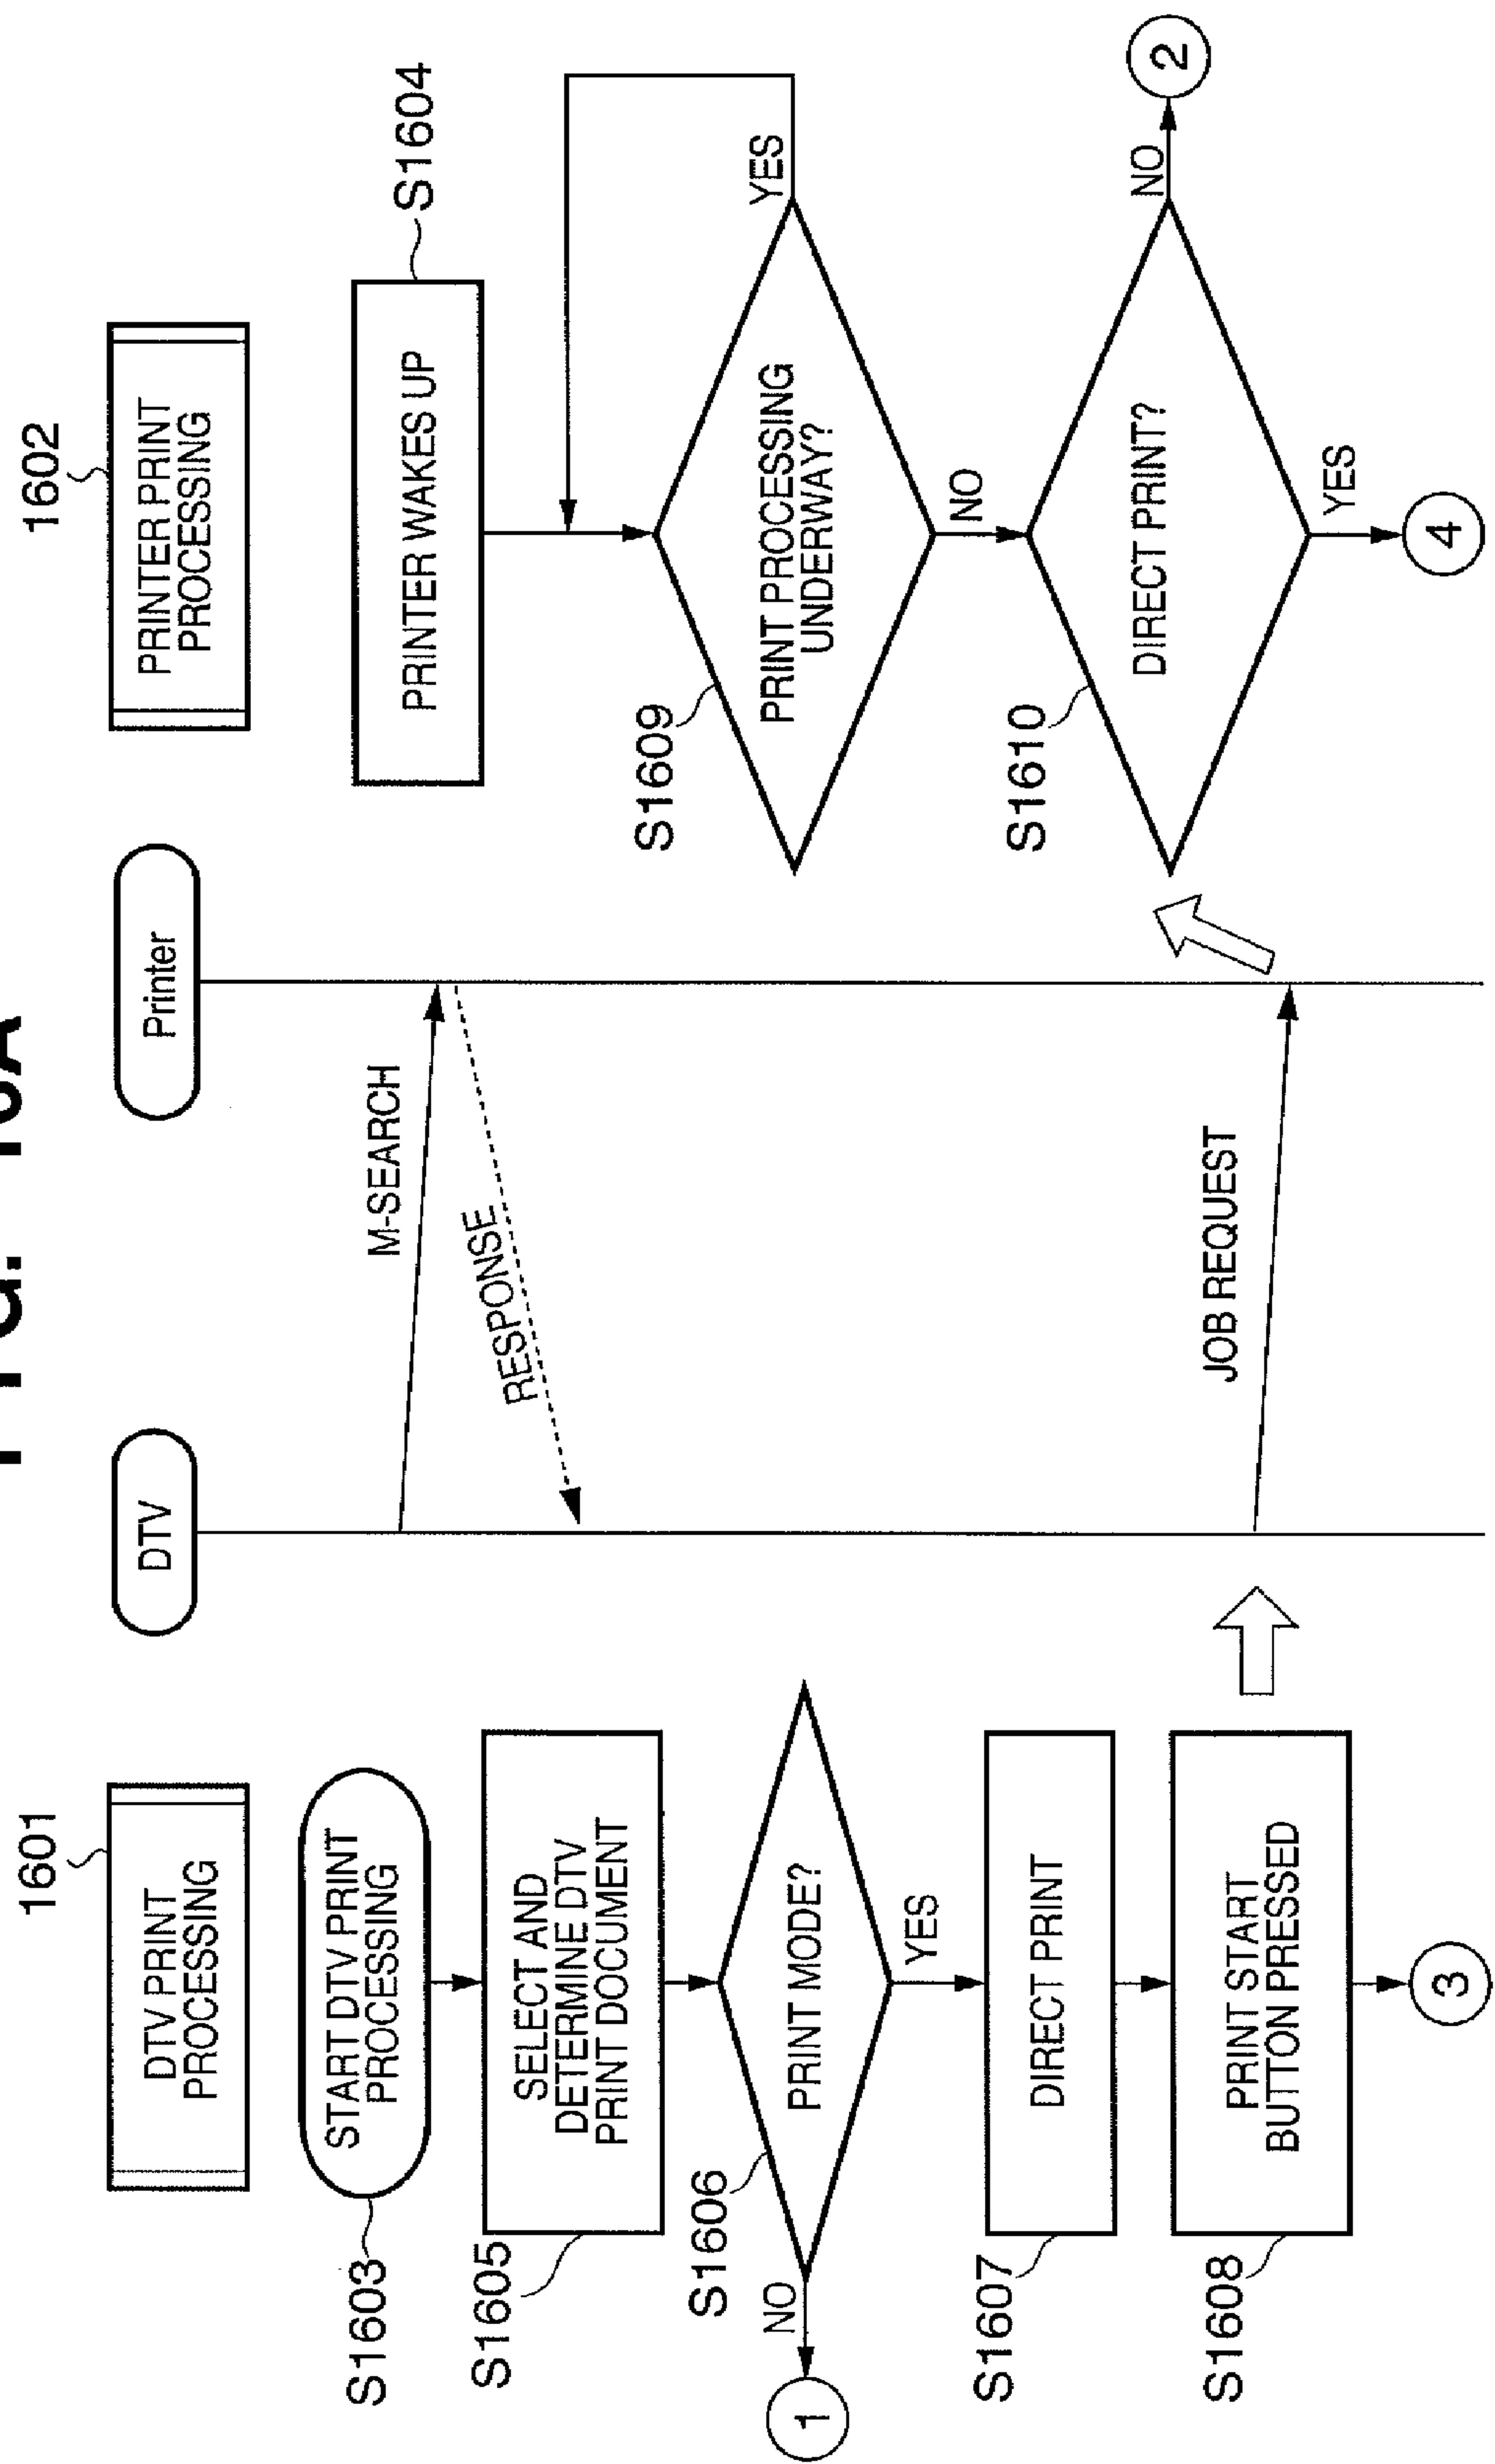 1601
DTV PRINT
PROCESSING
DTV
Printer
1602
PRINTER PRINT
PROCESSING
S1603
START DTV PRINT
PROCESSING
M-SEARCH
PRINTER WAKES UP
S1604
S1605
SELECT AND
DETERMINE DTV
PRINT DOCUMENT
RESPONSE
S1606
PRINT MODE?
NO
1
YES
S1609
PRINT PROCESSING
UNDERWAY?
YES
NO
S1607
DIRECT PRINT
S1610
DIRECT PRINT?
NO
2
YES
4
S1608
PRINT START
BUTTON PRESSED
JOB REQUEST
3